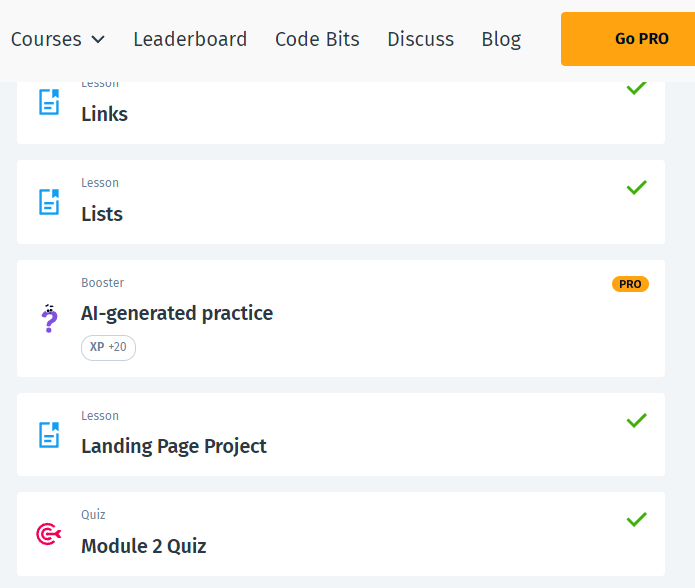 Courses Leaderboard Code Bits Discuss Blog Go PRO
Lesson
Links
Lesson
Lists
Booster
PRO
AI-generated practice
XP +20
Lesson
Landing Page Project
Quiz
Module 2 Quiz